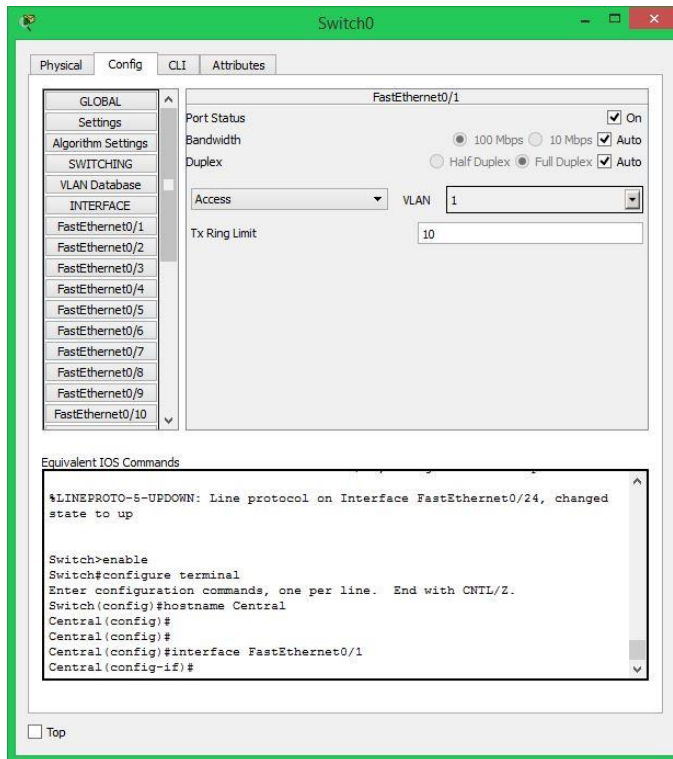 Switch0
Physical Config CLI Attributes
GLOBAL
Settings
Algorithm Settings
SWITCHING
VLAN Database
INTERFACE
FastEthernet0/1
FastEthernet0/2
FastEthernet0/3
FastEthernet0/4
FastEthernet0/5
FastEthernet0/6
FastEthernet0/7
FastEthernet0/8
FastEthernet0/9
FastEthernet0/10
FastEthernet0/1
Port Status On
Bandwidth 100 Mbps 10 Mbps Auto
Duplex Half Duplex Full Duplex Auto
Access VLAN 1
Tx Ring Limit 10
Equivalent IOS Commands
%LINEPROTO-5-UPDOWN: Line protocol on Interface FastEthernet0/24, changed
state to up
Switch>enable
Switch#configure terminal
Enter configuration commands, one per line. End with CNTL/Z.
Switch(config)#hostname Central
Central(config)#
Central(config)#
Central(config)#interface FastEthernet0/1
Central(config-if)#
Top